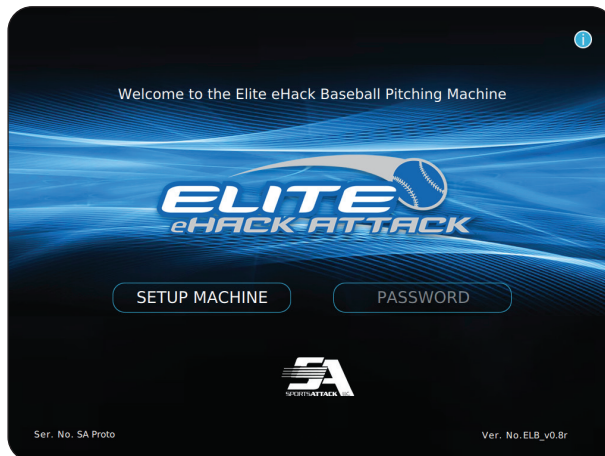 Welcome to the Elite eHack Baseball Pitching Machine
ELITE
eHACK ATTACK
SETUP MACHINE
PASSWORD
SA
SPORTSATTACK
Ser. No. SA Proto
Ver. No.ELB_v0.8r